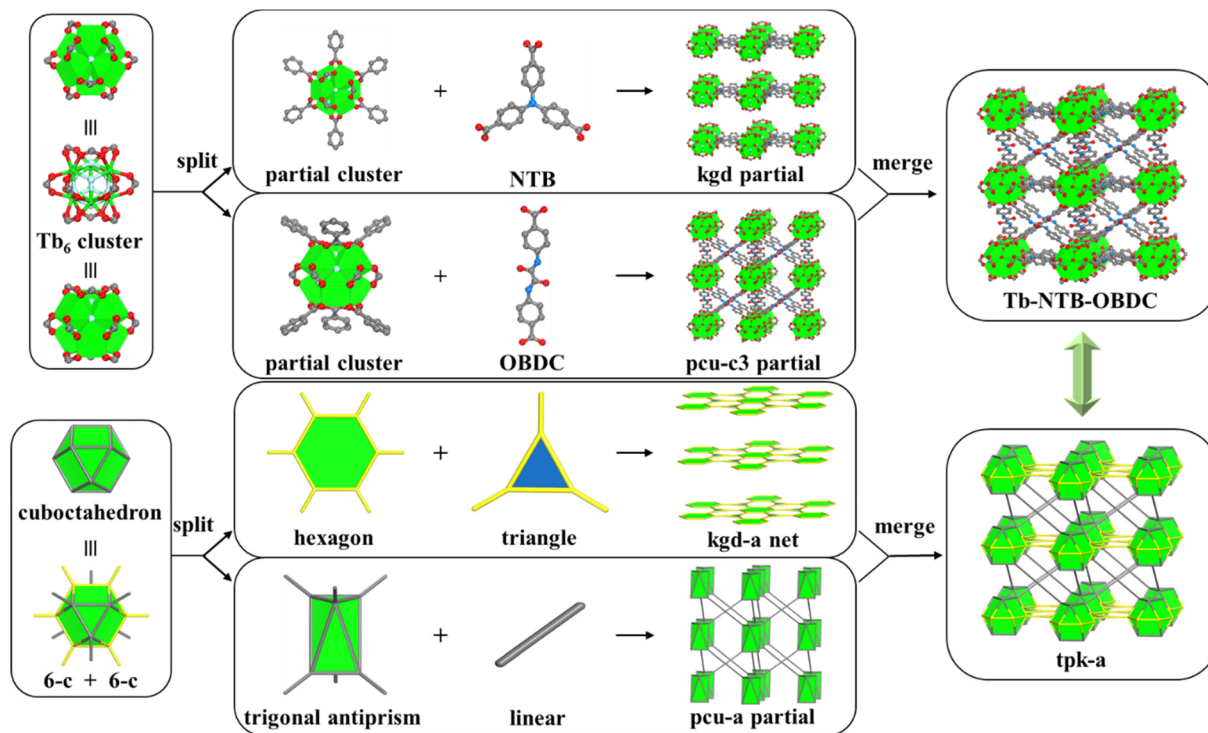 Tb₆ cluster
split
partial cluster
+
NTB
kgd partial
partial cluster
+
OBDC
pcu-c3 partial
merge
Tb-NTB-OBDC
cuboctahedron
6-c + 6-c
split
hexagon
+
triangle
kgd-a net
trigonal antiprism
+
linear
pcu-a partial
merge
tpk-a